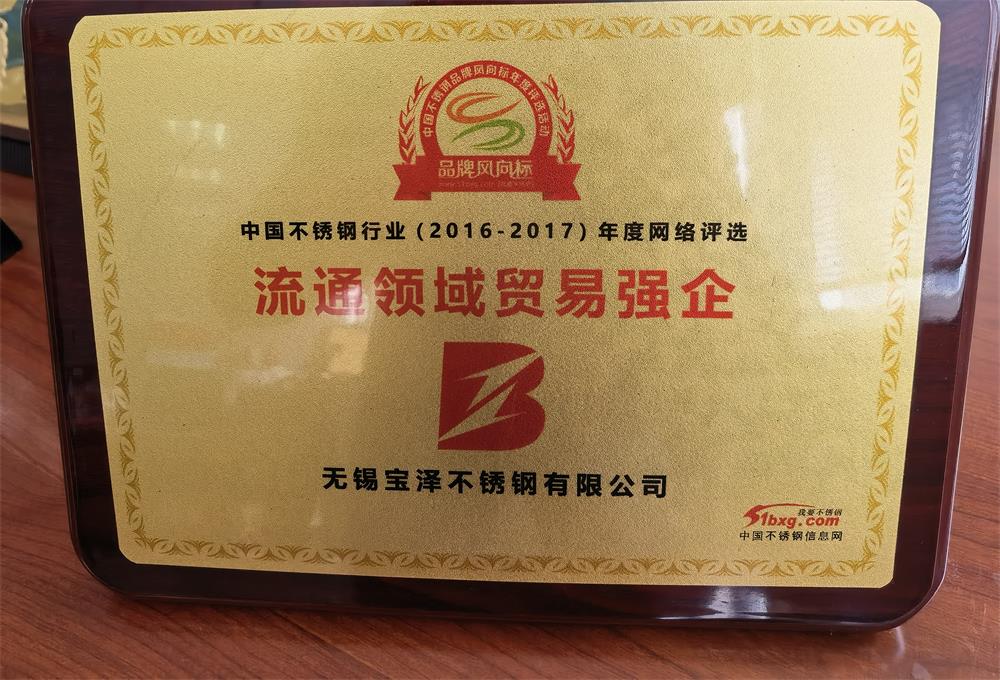 中国不锈钢品牌风向标年度评选活动
品牌风向标
中国不锈钢行业(2016-2017)年度网络评选
流通领域贸易强企
无锡宝泽不锈钢有限公司
我要不锈钢
51bxg.com
中国不锈钢信息网